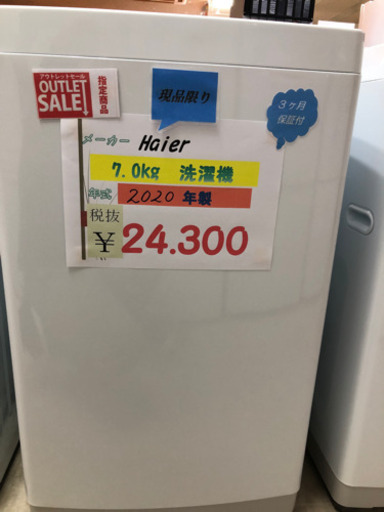 アウトレットセール
OUTLET
SALE!
指定商品
現品限り
3ヶ月
保証付
メーカー Haier
7.0kg 洗濯機
年式 2020 年製
税抜
¥24.300